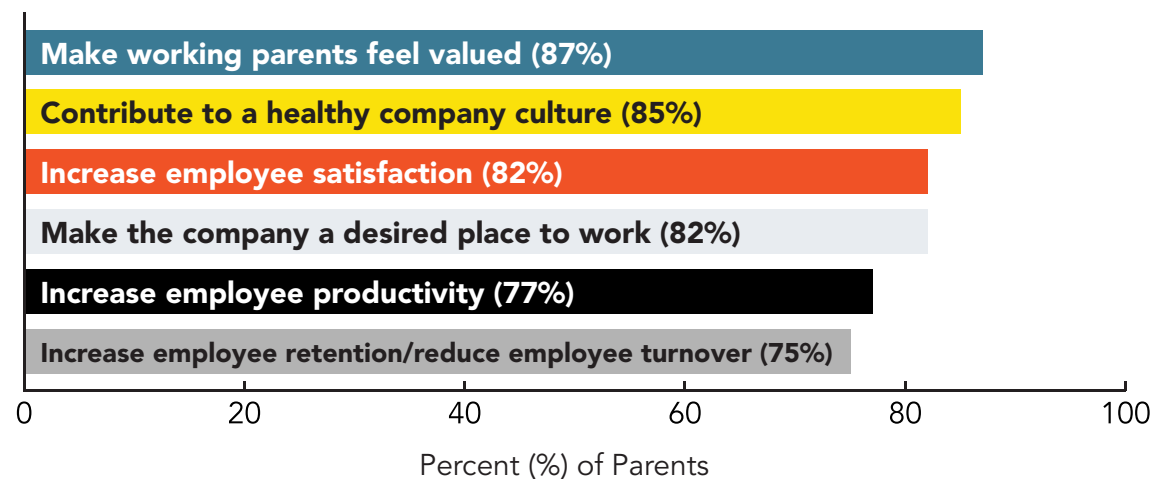 Make working parents feel valued (87%)
Contribute to a healthy company culture (85%)
Increase employee satisfaction (82%)
Make the company a desired place to work (82%)
Increase employee productivity (77%)
Increase employee retention/reduce employee turnover (75%)
0 20 40 60 80 100
Percent (%) of Parents